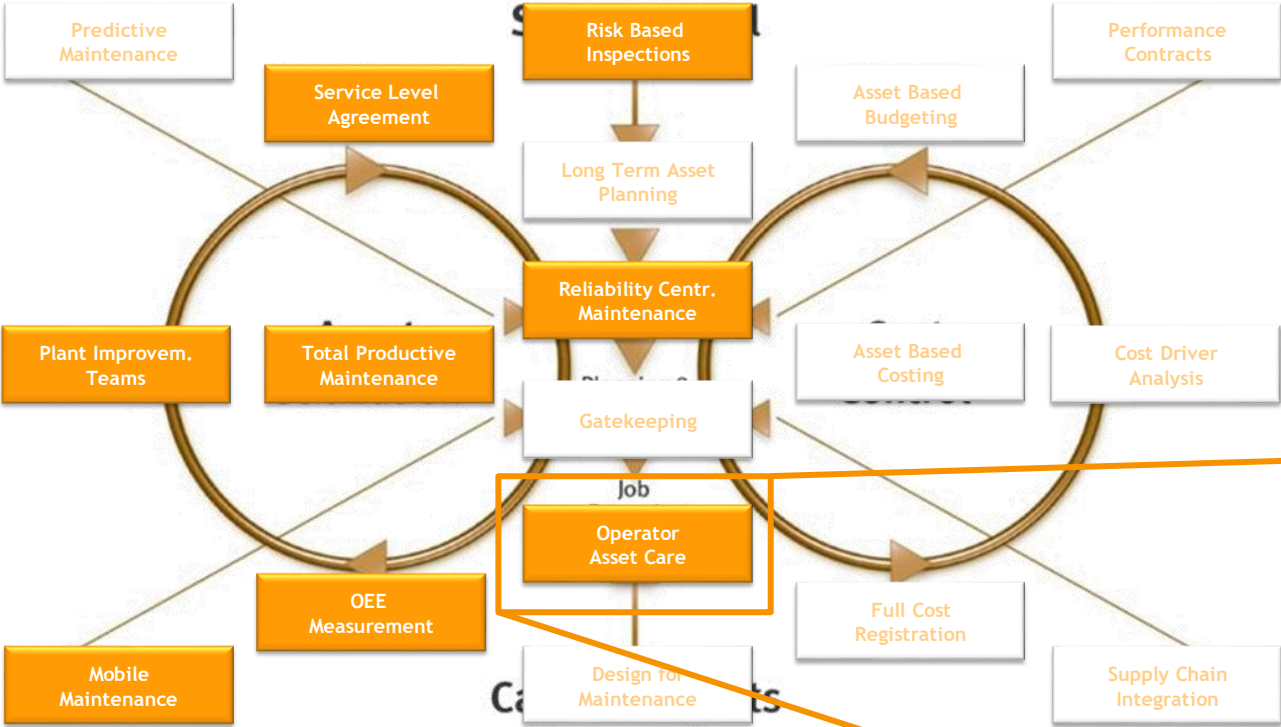 Predictive
Maintenance
Risk Based
Inspections
Performance
Contracts
Service Level
Agreement
Asset Based
Budgeting
Long Term Asset
Planning
Reliability Centr.
Maintenance
Plant Improvem.
Teams
Total Productive
Maintenance
Asset Based
Costing
Cost Driver
Analysis
Gatekeeping
Job
Operator
Asset Care
OEE
Measurement
Full Cost
Registration
Mobile
Maintenance
Design for
Maintenance
Supply Chain
Integration